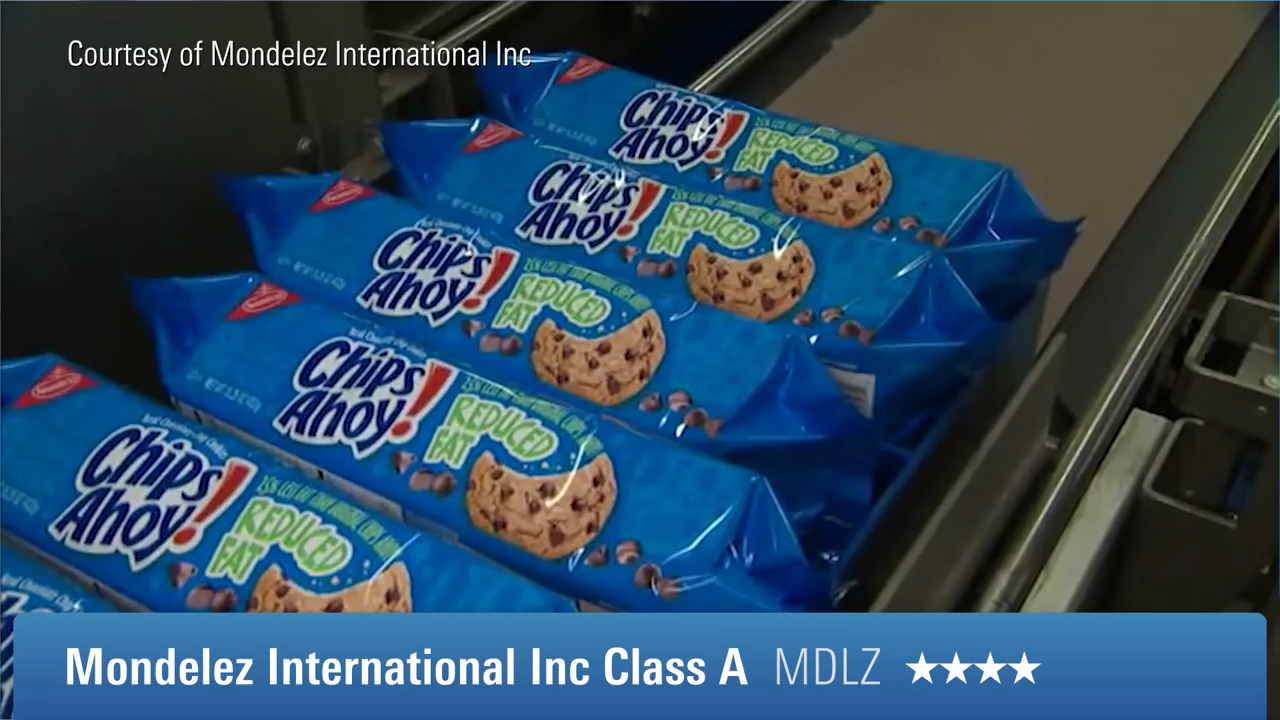 Courtesy of Mondelez International Inc
Chips
Ahoy!
REDUCED
FAT
Chips
Ahoy!
REDUCED
FAT
Chips
Ahoy!
REDUCED
FAT
Chips
Ahoy!
REDUCED
FAT
Chips
Ahoy!
REDUCED
FAT
Mondelez International Inc Class A MDLZ ★★★★